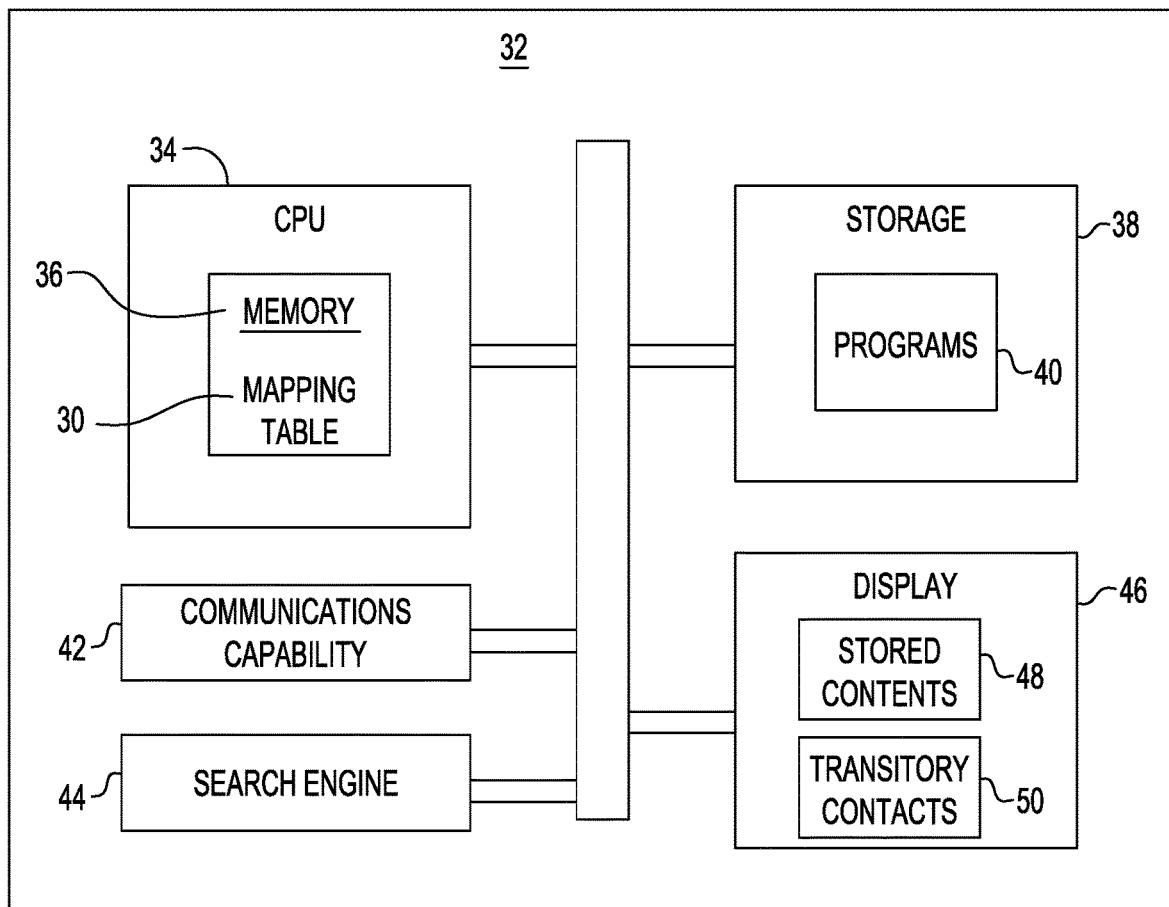 32
34
CPU
36
MEMORY
30
MAPPING
TABLE
STORAGE
38
PROGRAMS
40
42
COMMUNICATIONS
CAPABILITY
44
SEARCH ENGINE
DISPLAY
46
STORED
CONTENTS
48
TRANSITORY
CONTACTS
50